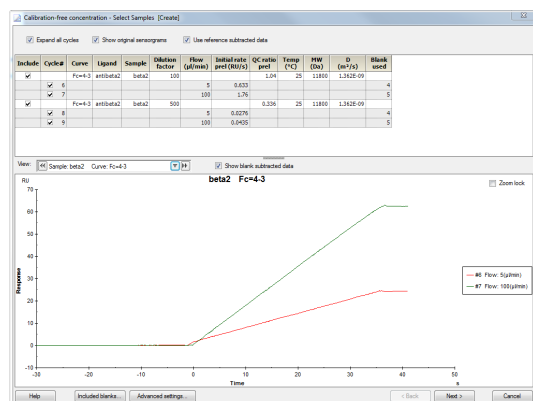 Calibration-free concentration - Select Samples [Create]
Expand all cycles Show original sensorgrams Use reference subtracted data
Include Cycle# Curve Ligand Sample Dilution factor Flow (µl/min) Initial rate prel (RU/s) QC ratio prel Temp (°C) MW (Da) D (m²/s) Blank used
Fc=4-3 antibeta2 beta2 100 1.04 25 11800 1.362E-09
6 5 0.633 4
7 100 1.76 5
Fc=4-3 antibeta2 beta2 500 0.336 25 11800 1.362E-09
8 5 0.0276 4
9 100 0.0435 5
View: Sample: beta2 Curve: Fc=4-3 Show blank subtracted data
beta2 Fc=4-3
Zoom lock
RU
70
60
50
40
30
20
10
0
-10
Response
-30 -20 -10 0 10 20 30 40 50
Time s
#6 Flow: 5(µl/min)
#7 Flow: 100(µl/min)
Help Included blanks... Advanced settings... < Back Next > Cancel